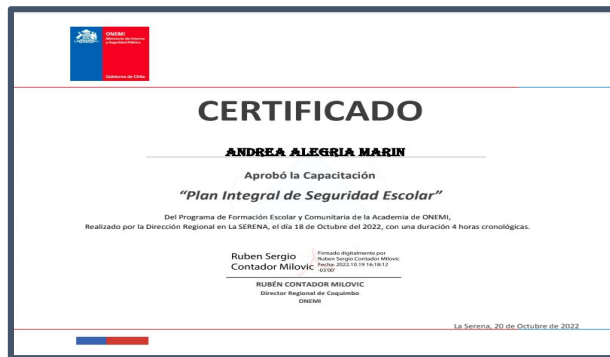 ONEMI
Ministerio del Interior
y Seguridad Pública
Gobierno de Chile
CERTIFICADO
ANDREA ALEGRIA MARIN
Aprobó la Capacitación
“Plan Integral de Seguridad Escolar”
Del Programa de Formación Escolar y Comunitaria de la Academia de ONEMI,
Realizado por la Dirección Regional en La SERENA, el día 18 de Octubre del 2022, con una duración 4 horas cronológicas.
Ruben Sergio
Contador Milovic
Firmado digitalmente por
Ruben Sergio Contador Milovic
Fecha: 2022.10.19 16:18:12
-03'00'
RUBÉN CONTADOR MILOVIC
Director Regional de Coquimbo
ONEMI
La Serena, 20 de Octubre de 2022